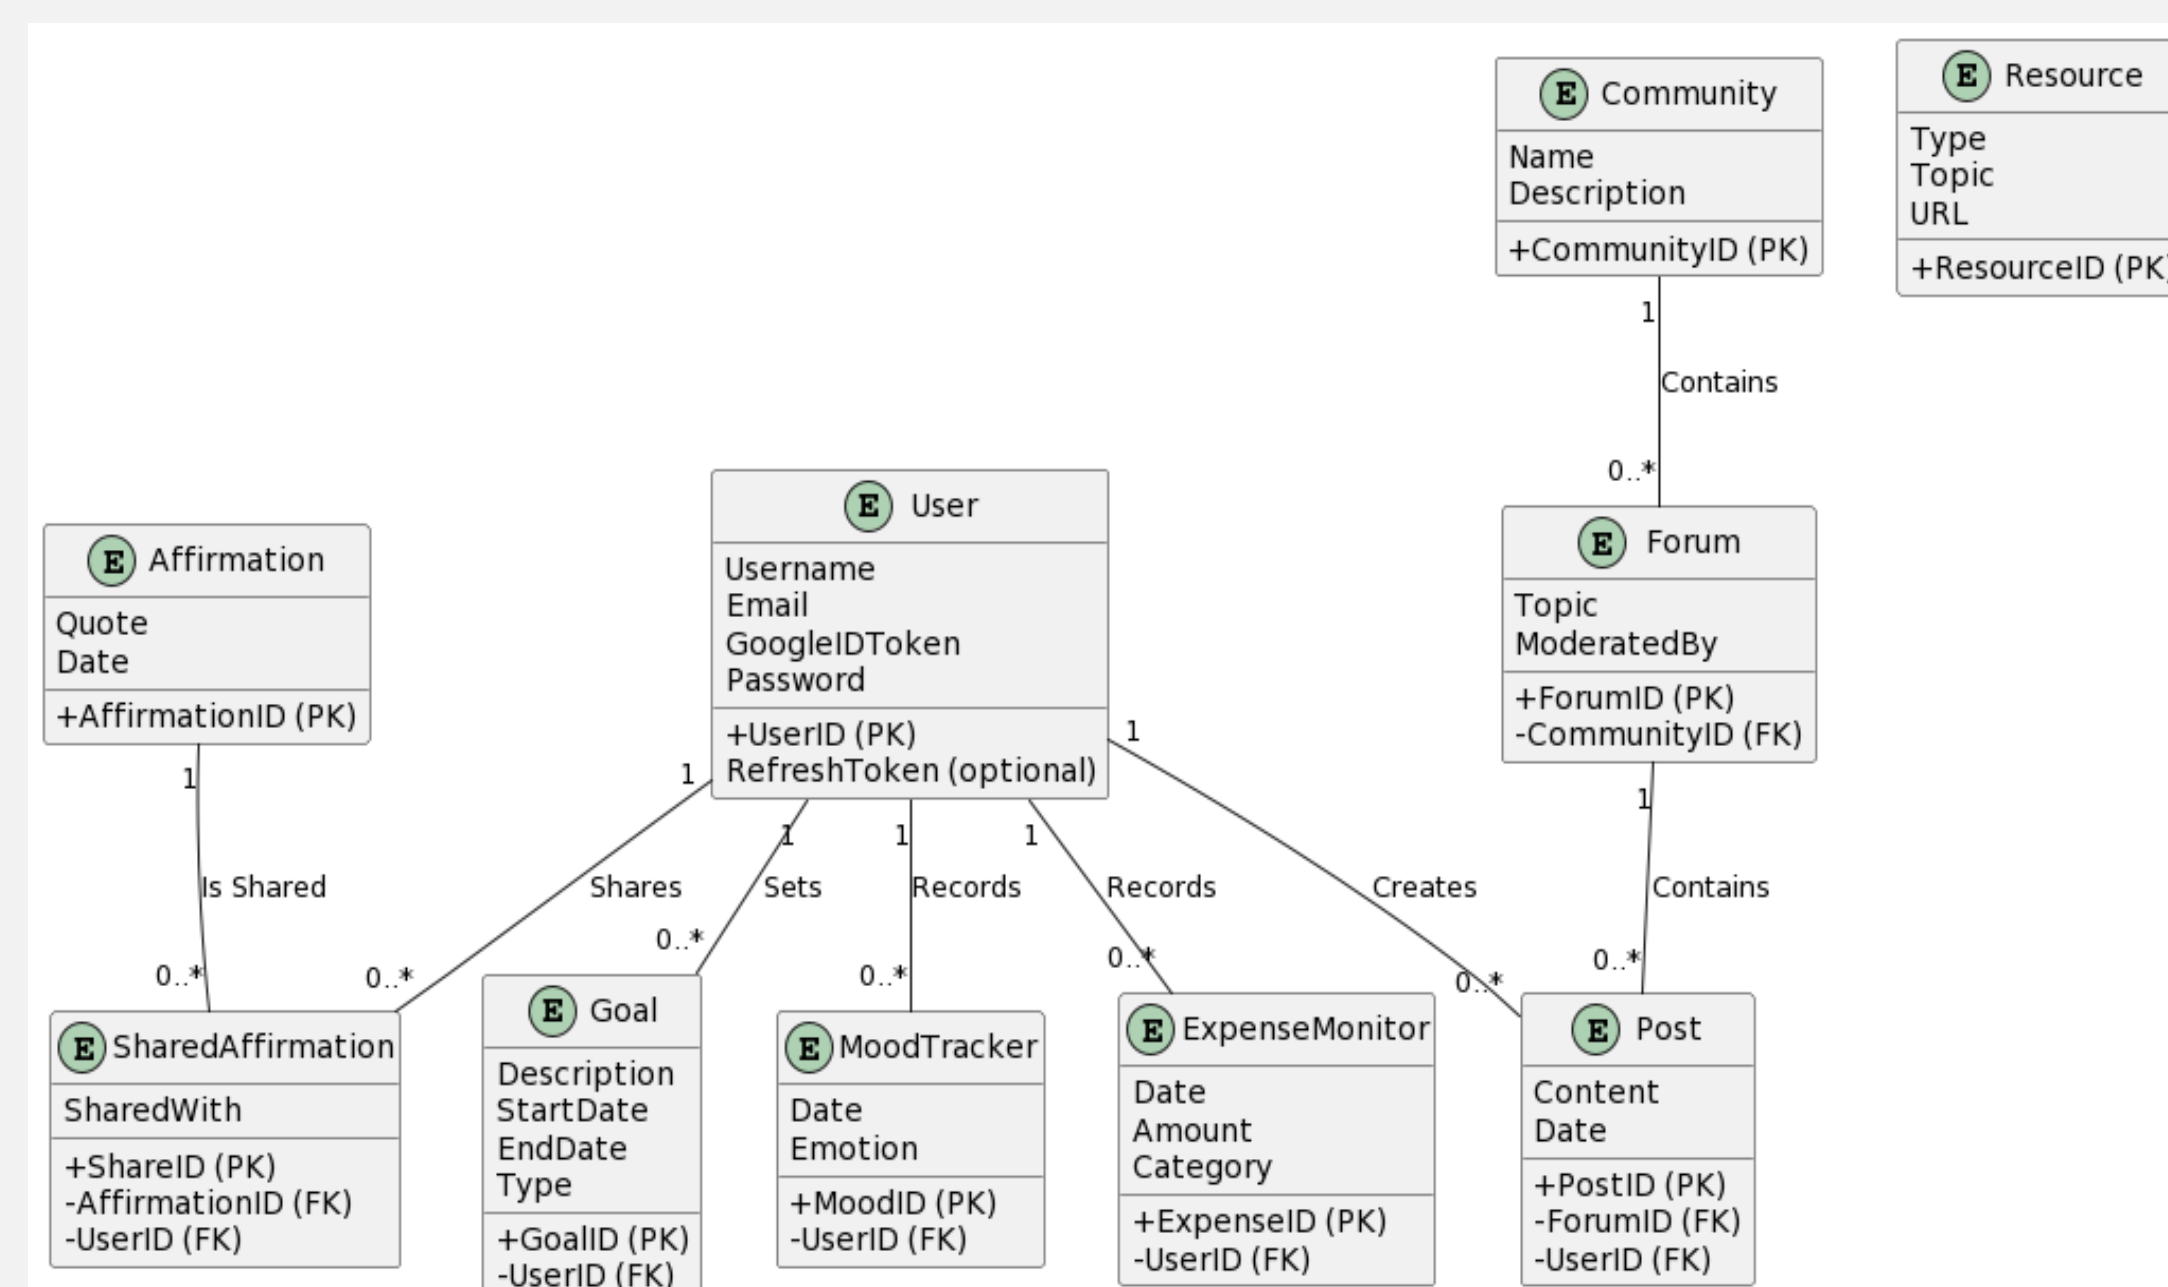 E Community
Name
Description
+CommunityID (PK)
E Resource
Type
Topic
URL
+ResourceID (PK)
1
Contains
0..*
E User
Username
Email
GoogleIDToken
Password
+UserID (PK)
RefreshToken (optional)
E Affirmation
Quote
Date
+AffirmationID (PK)
E Forum
Topic
ModeratedBy
+ForumID (PK)
-CommunityID (FK)
1
Is Shared
0..*
1
Shares
0..*
1
Sets
0..*
1
Records
0..*
1
Records
0..*
1
Creates
0..*
1
Contains
0..*
E SharedAffirmation
SharedWith
+ShareID (PK)
-AffirmationID (FK)
-UserID (FK)
E Goal
Description
StartDate
EndDate
Type
+GoalID (PK)
-UserID (FK)
E MoodTracker
Date
Emotion
+MoodID (PK)
-UserID (FK)
E ExpenseMonitor
Date
Amount
Category
+ExpenseID (PK)
-UserID (FK)
E Post
Content
Date
+PostID (PK)
-ForumID (FK)
-UserID (FK)